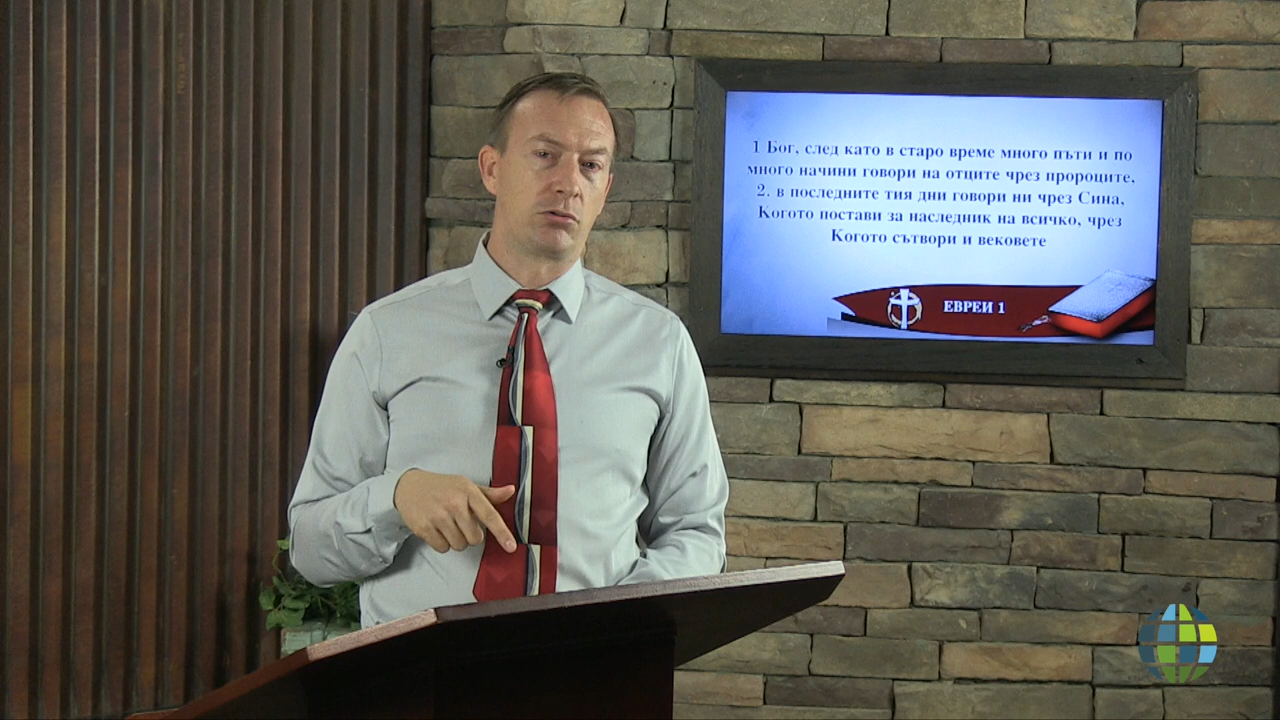 1 Бог, след като в старо време много пъти и по
много начини говори на отците чрез пророците,
2. в последните тия дни говори ни чрез Сина,
Когото постави за наследник на всичко, чрез
Когото сътвори и вековете
ЕВРЕИ 1